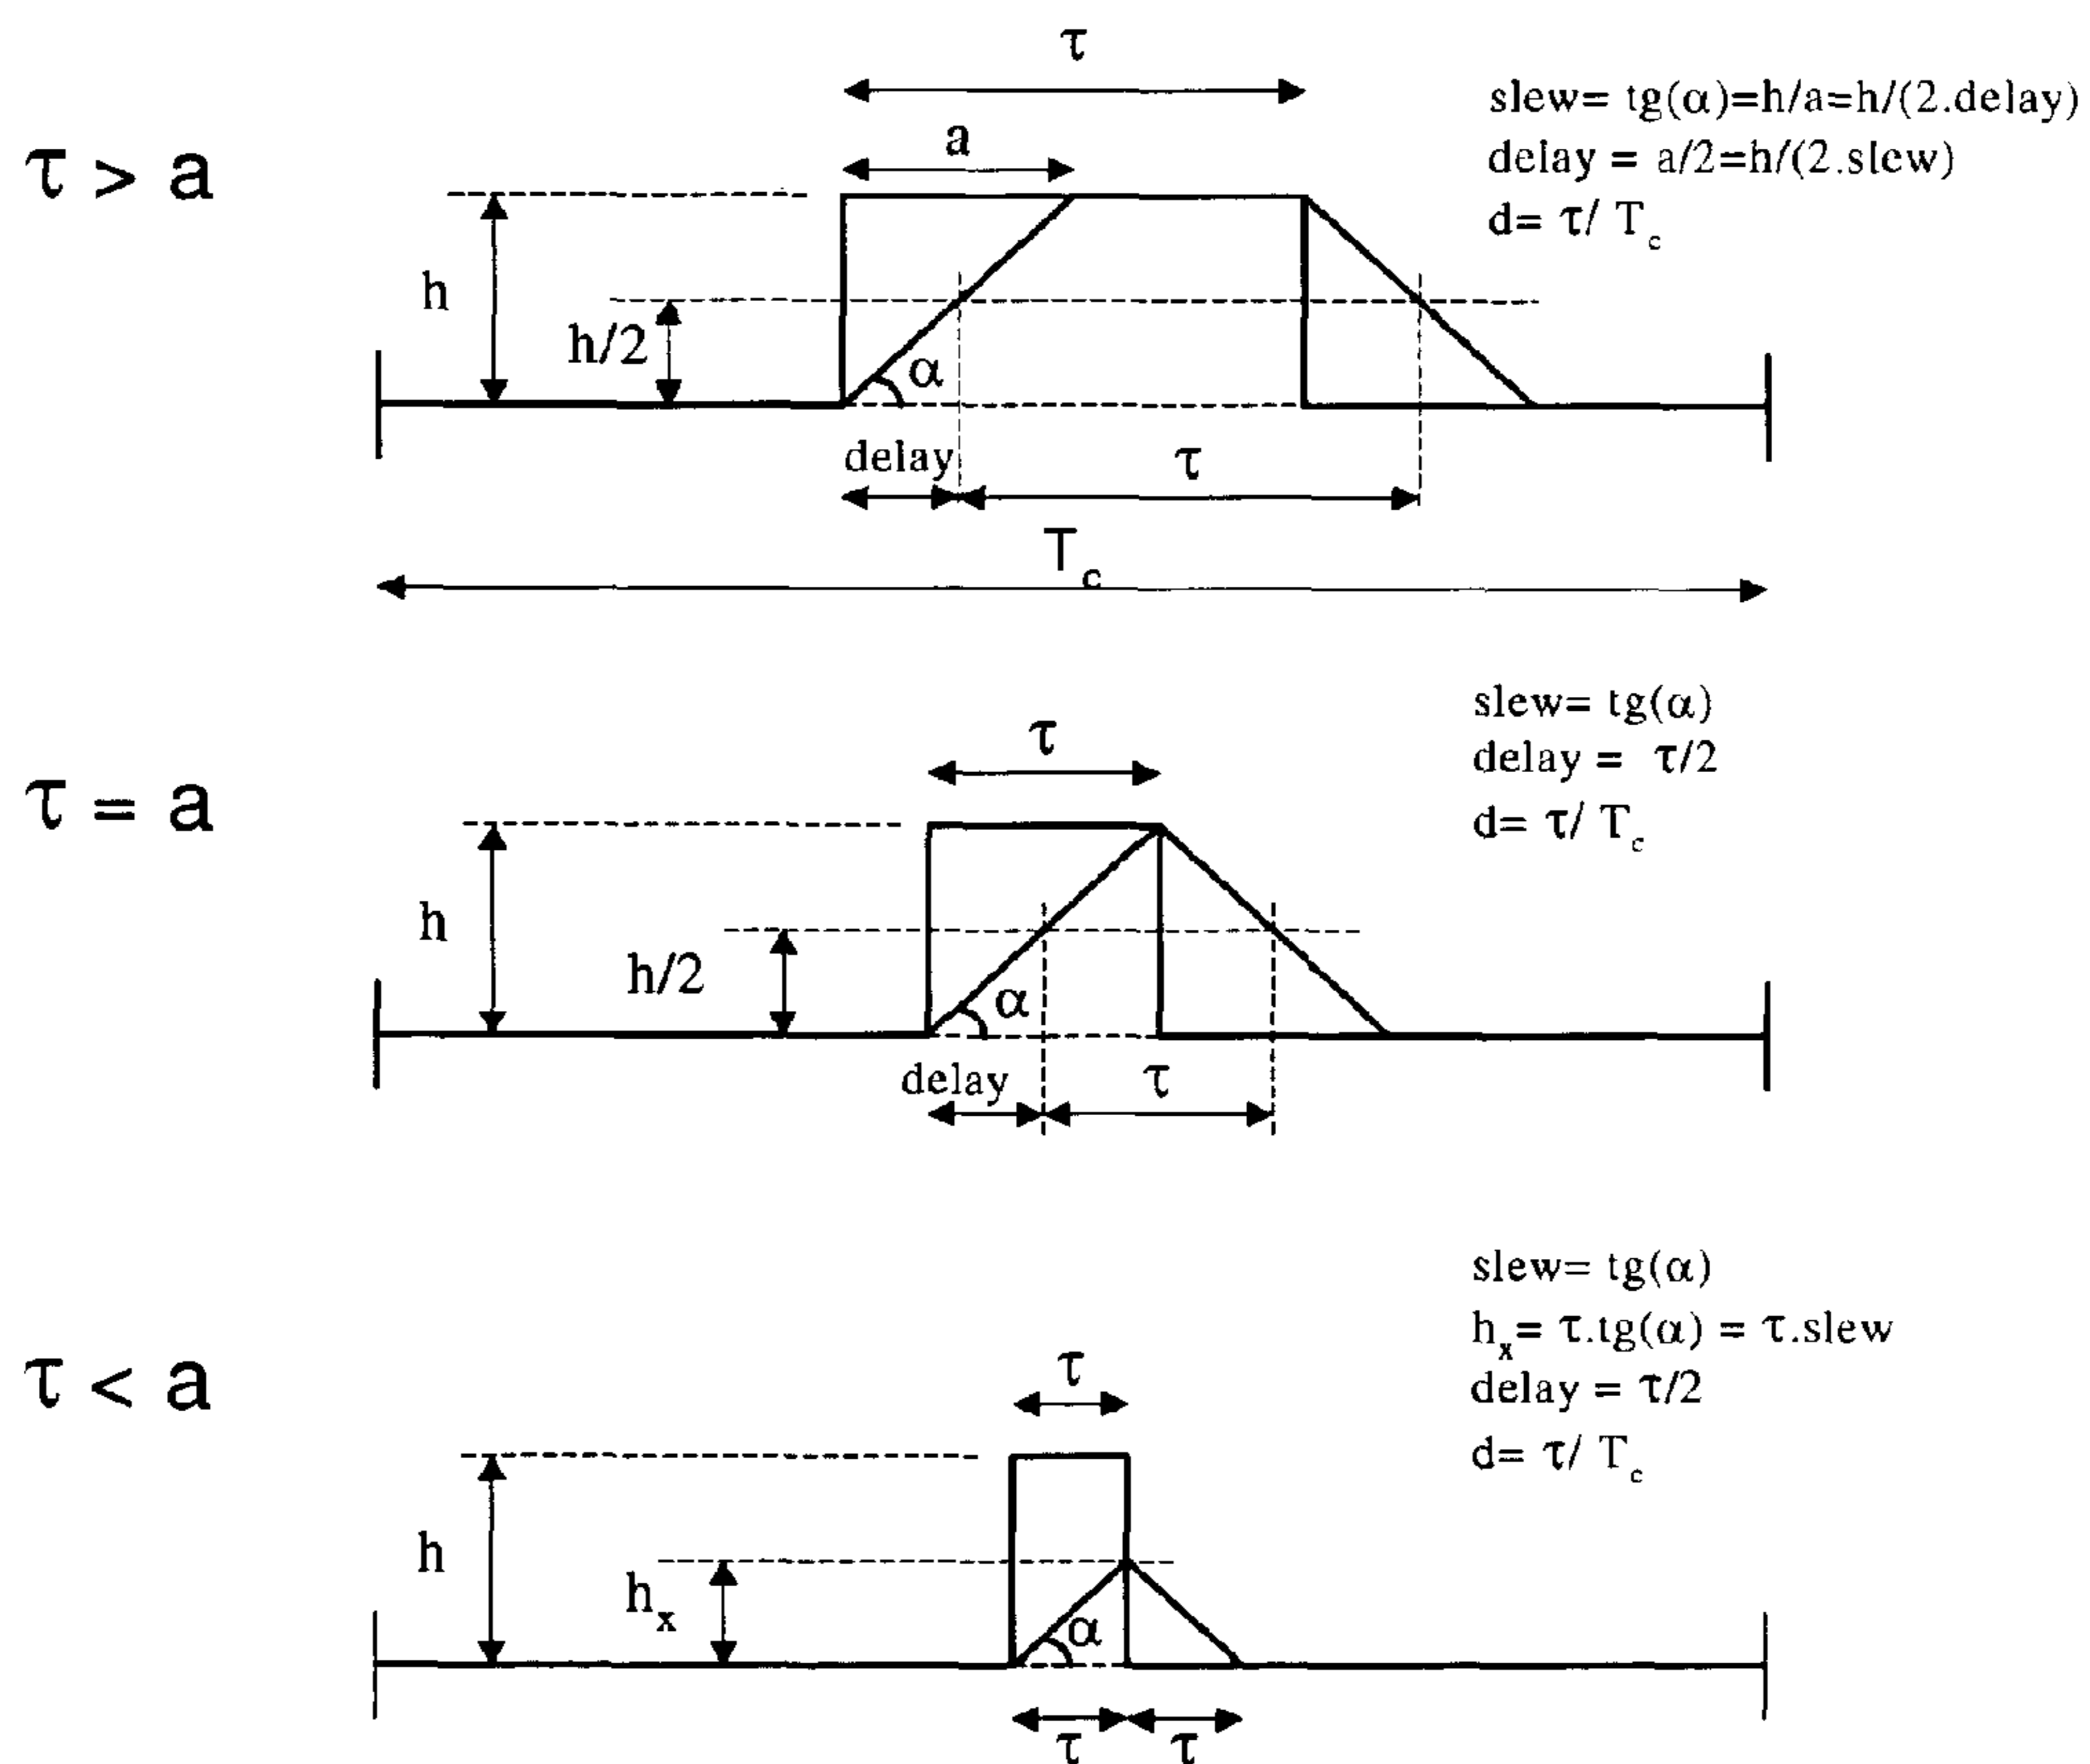 τ
slew= tg(α)=h/a=h/(2.delay)
a
delay = a/2=h/(2.slew)
τ > a
d= τ/ T_c
h
h/2
α
delay
τ
T_c
slew= tg(α)
τ
delay = τ/2
τ = a
d= τ/ T_c
h
h/2
α
delay
τ
slew= tg(α)
h_x= τ.tg(α) = τ.slew
τ < a
τ
delay = τ/2
d= τ/ T_c
h
h_x
α
τ
τ